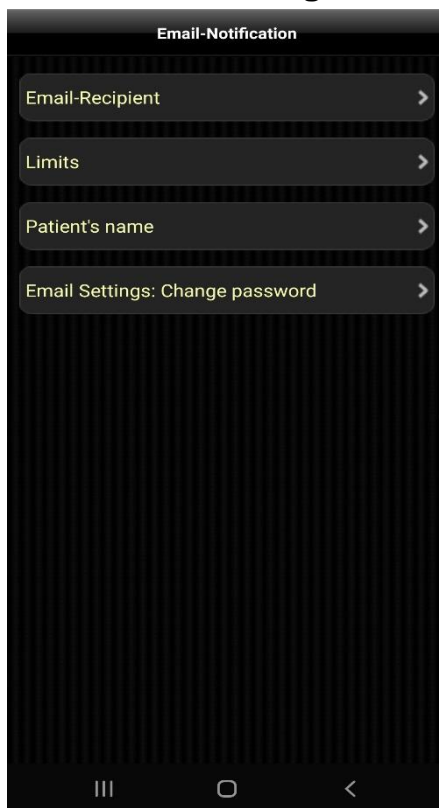 Email-Notification
Email-Recipient
Limits
Patient's name
Email Settings: Change password